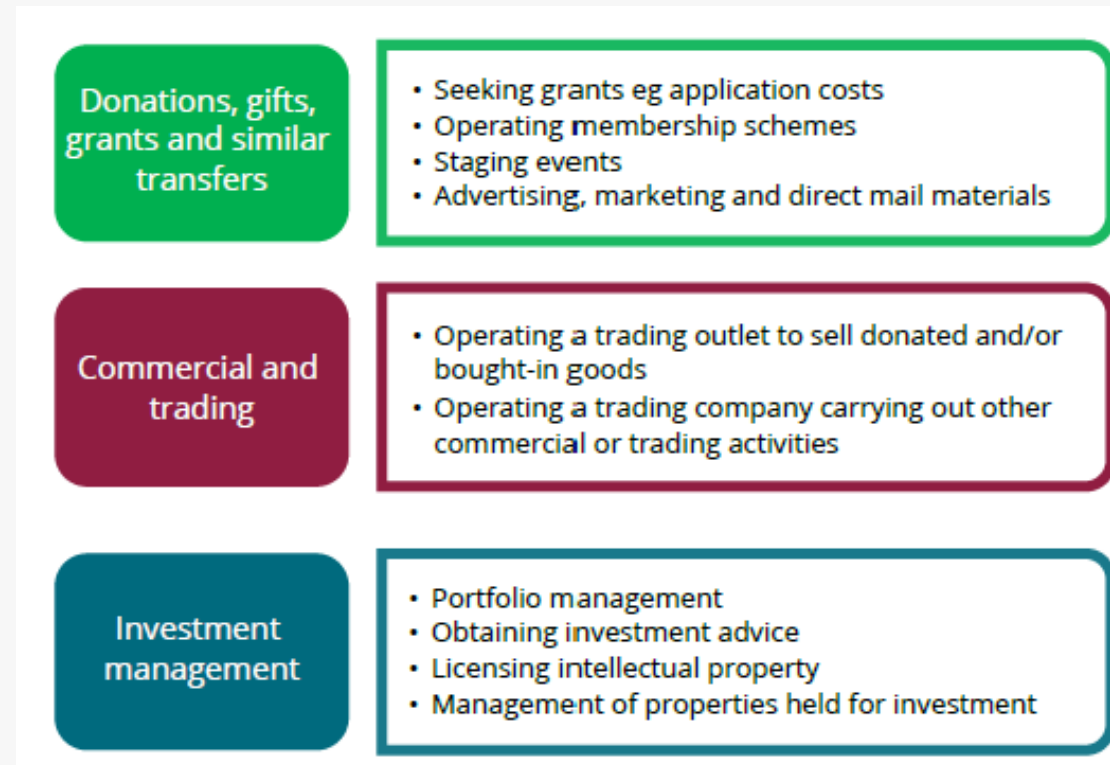 Donations, gifts,
grants and similar
transfers
• Seeking grants eg application costs
• Operating membership schemes
• Staging events
• Advertising, marketing and direct mail materials
Commercial and
trading
• Operating a trading outlet to sell donated and/or
bought-in goods
• Operating a trading company carrying out other
commercial or trading activities
Investment
management
• Portfolio management
• Obtaining investment advice
• Licensing intellectual property
• Management of properties held for investment